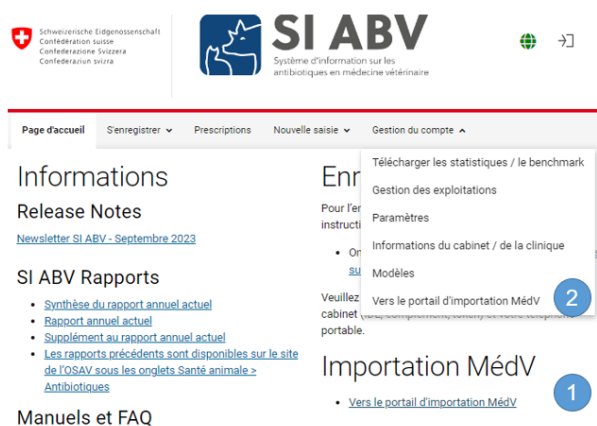 Schweizerische Eidgenossenschaft
Confédération suisse
Confederazione Svizzera
Confederaziun svizra
SI ABV
Système d'information sur les
antibiotiques en médecine vétérinaire
Page d'accueil S'enregistrer Prescriptions Nouvelle saisie Gestion du compte
Informations
Release Notes
Newsletter SI ABV - Septembre 2023
SI ABV Rapports
• Synthèse du rapport annuel actuel
• Rapport annuel actuel
• Supplément au rapport annuel actuel
• Les rapports précédents sont disponibles sur le site
de l'OSAV sous les onglets Santé animale >
Antibiotiques
Manuels et FAQ
Télécharger les statistiques / le benchmark
Gestion des exploitations
Paramètres
Informations du cabinet / de la clinique
Modèles
Vers le portail d'importation MédV
2
Enr
Pour l'er
instructi
• On
su
Veuillez
cabinet
portable.
Importation MédV
• Vers le portail d'importation MédV
1